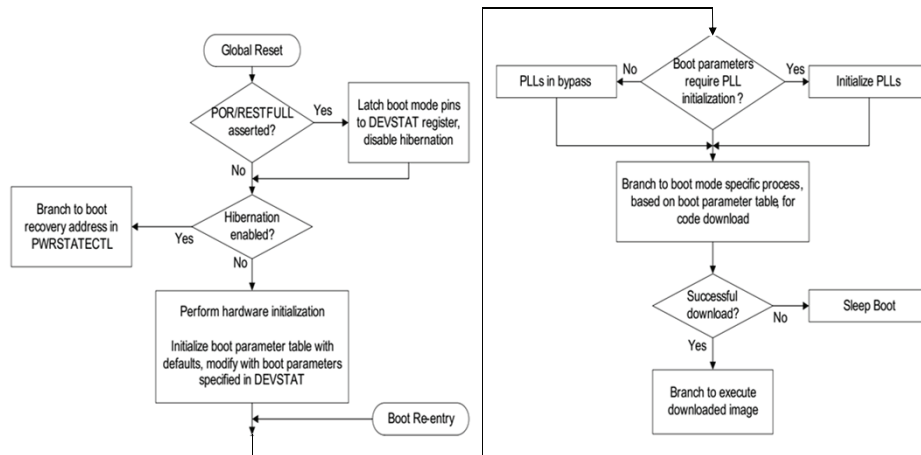 Global Reset
POR/RESTFULL
asserted?
Yes
Latch boot mode pins
to DEVSTAT register,
disable hibernation
No
Branch to boot
recovery address in
PWRSTATECTL
Yes
Hibernation
enabled?
No
Perform hardware initialization
Initialize boot parameter table with
defaults, modify with boot parameters
specified in DEVSTAT
Boot Re-entry
PLLs in bypass
No
Boot parameters
require PLL
initialization ?
Yes
Initialize PLLs
Branch to boot mode specific process,
based on boot parameter table, for
code download
Successful
download?
No
Sleep Boot
Yes
Branch to execute
downloaded image